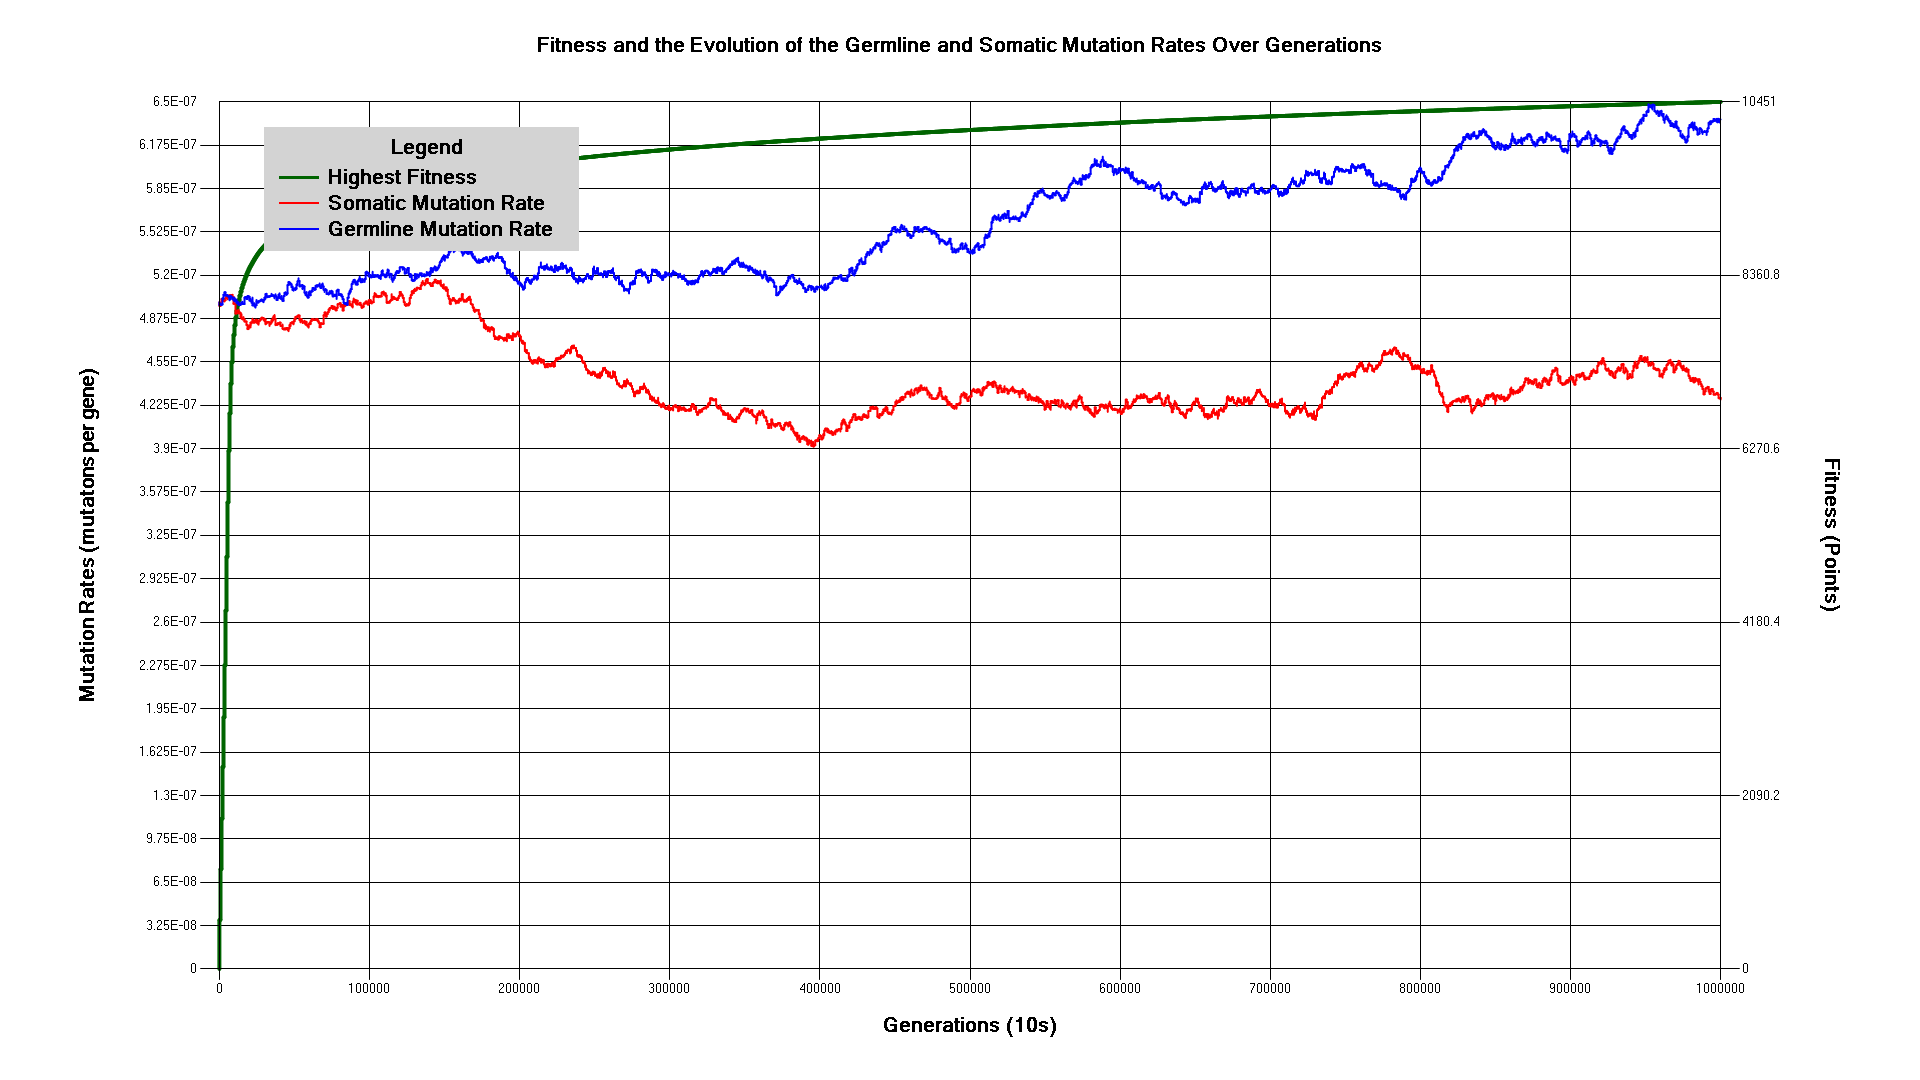 Fitness and the Evolution of the Germline and Somatic Mutation Rates Over Generations
Legend
Highest Fitness
Somatic Mutation Rate
Germline Mutation Rate
Mutation Rates (mutatons per gene)
6.5E-07
6.175E-07
5.85E-07
5.525E-07
5.2E-07
4.875E-07
4.55E-07
4.225E-07
3.9E-07
3.575E-07
3.25E-07
2.925E-07
2.6E-07
2.275E-07
1.95E-07
1.625E-07
1.3E-07
9.75E-08
6.5E-08
3.25E-08
0
10451
8360.8
6270.6
4180.4
2090.2
0
Fitness (Points)
0 100000 200000 300000 400000 500000 600000 700000 800000 900000 1000000
Generations (10s)